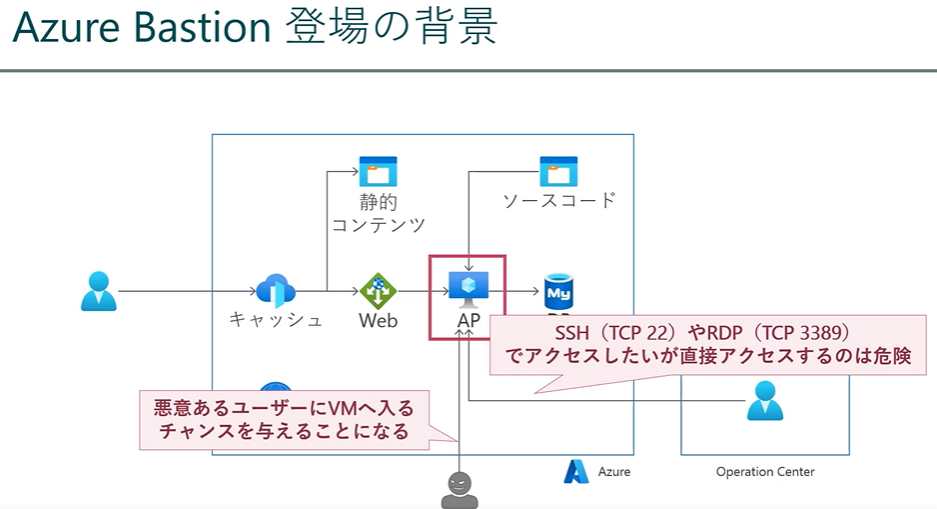 Azure Bastion 登場の背景
静的
コンテンツ
ソースコード
キャッシュ
Web
AP
My
SSH（TCP 22）やRDP（TCP 3389）
でアクセスしたいが直接アクセスするのは危険
悪意あるユーザーにVMへ入る
チャンスを与えることになる
Azure
Operation Center